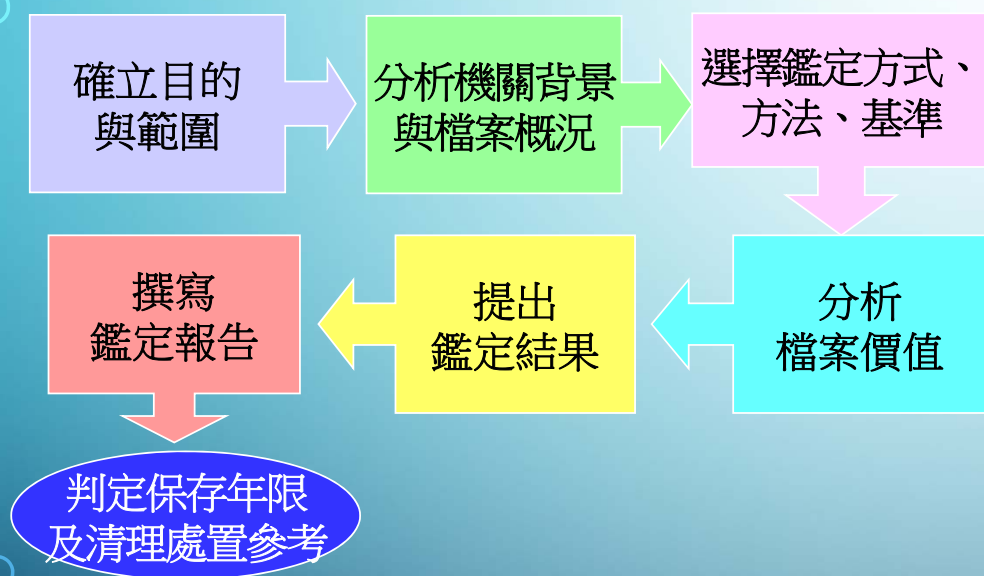 確立目的
與範圍
分析機關背景
與檔案概況
選擇鑑定方式、
方法、基準
分析
檔案價值
提出
鑑定結果
撰寫
鑑定報告
判定保存年限
及清理處置參考